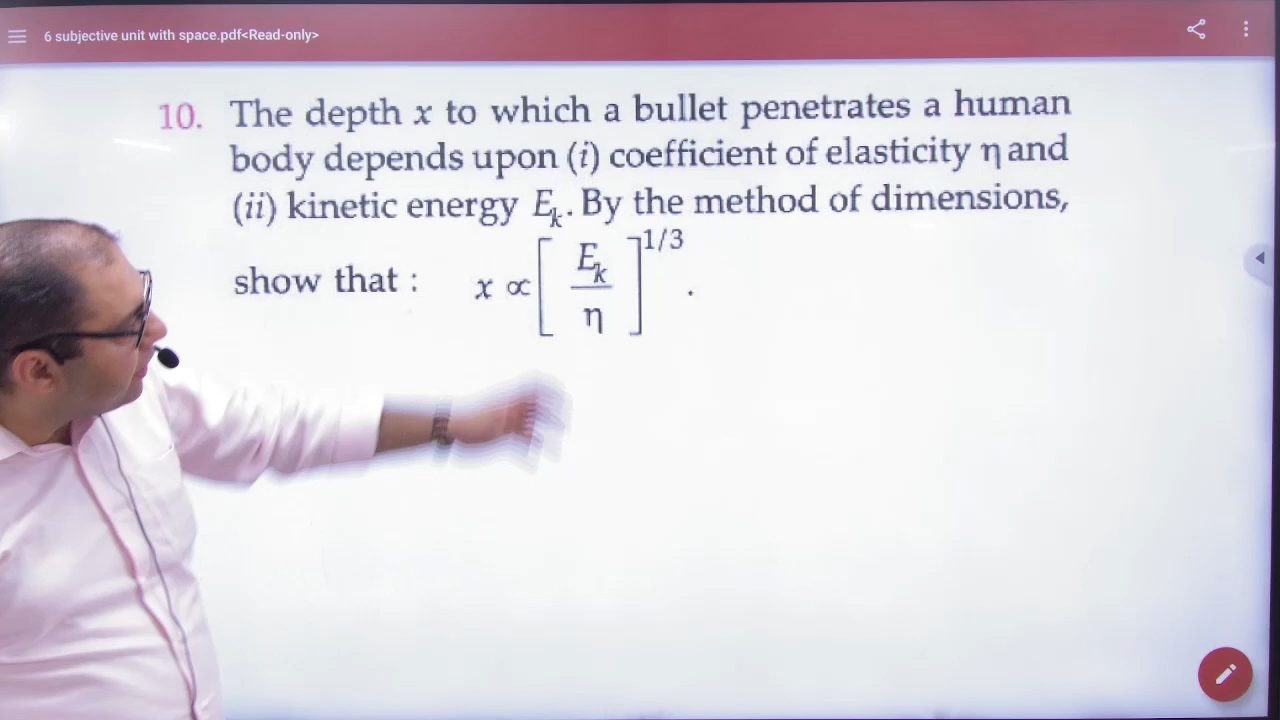 6 subjective unit with space.pdf<Read-only>
10. The depth x to which a bullet penetrates a human
body depends upon (i) coefficient of elasticity η and
(ii) kinetic energy Eₖ. By the method of dimensions,
show that : x ∝ [ Eₖ / η ]^1/3 .